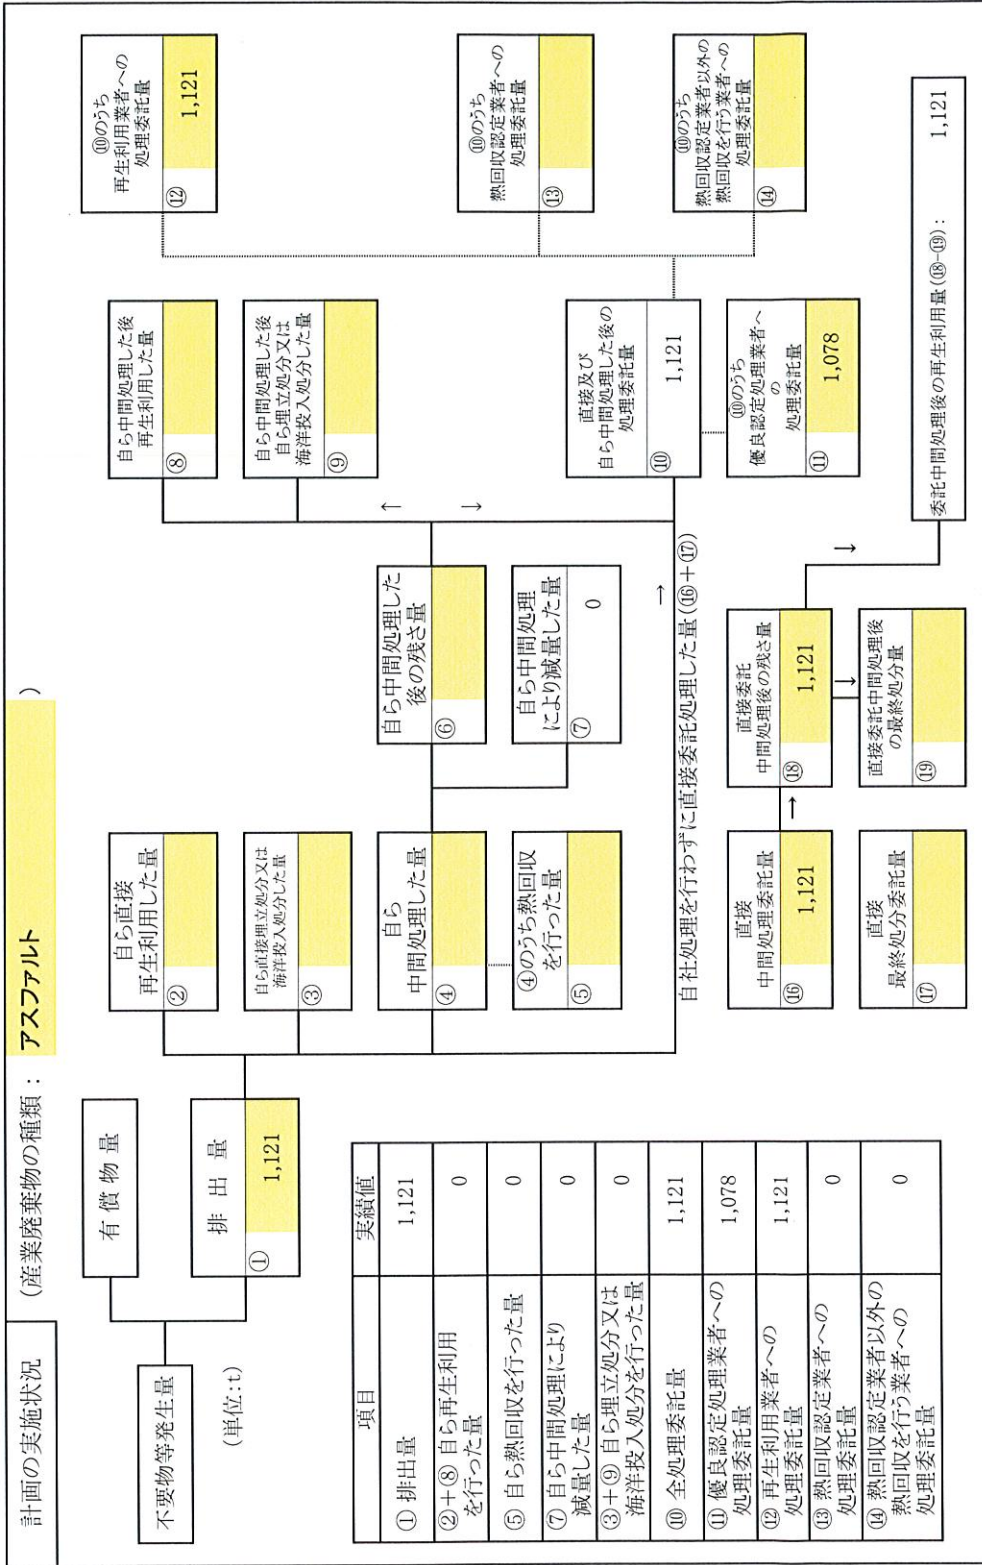 計画の実施状況
(産業廃棄物の種類： アスファルト )
不要物等発生量
(単位:t)
有 償 物 量
排 出 量
① 1,121
自ら直接
再生利用した量
②
自ら直接埋立処分又は
海洋投入処分した量
③
自ら
中間処理した量
④
④のうち熱回収
を行った量
⑤
自ら中間処理した
後の残さ量
⑥
自ら中間処理
により減量した量
⑦ 0
自ら中間処理した後
再生利用した量
⑧
自ら中間処理した後
自ら埋立処分又は
海洋投入処分した量
⑨
↑
↓
直接及び
自ら中間処理した後の
処理委託量
⑩ 1,121
⑩のうち
優良認定処理業者へ
の
処理委託量
⑪ 1,078
⑩のうち
再生利用業者への
処理委託量
⑫ 1,121
⑩のうち
熱回収認定業者への
処理委託量
⑬
⑩のうち
熱回収認定業者以外の
熱回収を行う業者への
処理委託量
⑭
→
自社処理を行わずに直接委託処理した量(⑯+⑰)
直接
中間処理委託量
⑯ 1,121
→
直接
最終処分委託量
⑰
直接委託
中間処理後の残さ量
⑱ 1,121
↓
直接委託中間処理後
の最終処分量
⑲
↓
委託中間処理後の再生利用量(⑱-⑲)： 1,121
項目 実績値
① 排出量 1,121
②+⑧ 自ら再生利用
を行った量 0
⑤ 自ら熱回収を行った量 0
⑦ 自ら中間処理により
減量した量 0
③+⑨ 自ら埋立処分又は
海洋投入処分を行った量 0
⑩ 全処理委託量 1,121
⑪ 優良認定処理業者への
処理委託量 1,078
⑫ 再生利用業者への
処理委託量 1,121
⑬ 熱回収認定業者への
処理委託量 0
⑭ 熱回収認定業者以外の
熱回収を行う業者への
処理委託量 0